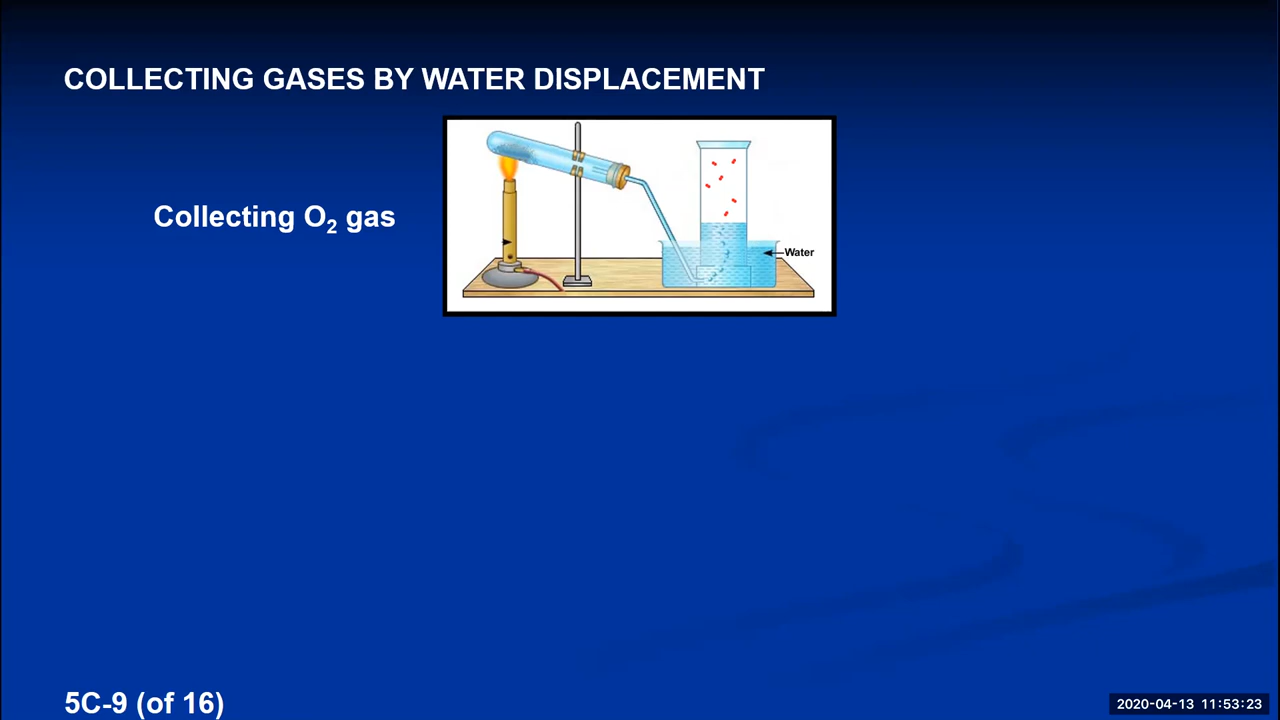 COLLECTING GASES BY WATER DISPLACEMENT
Collecting O₂ gas
Water
5C-9 (of 16)
2020-04-13 11:53:23